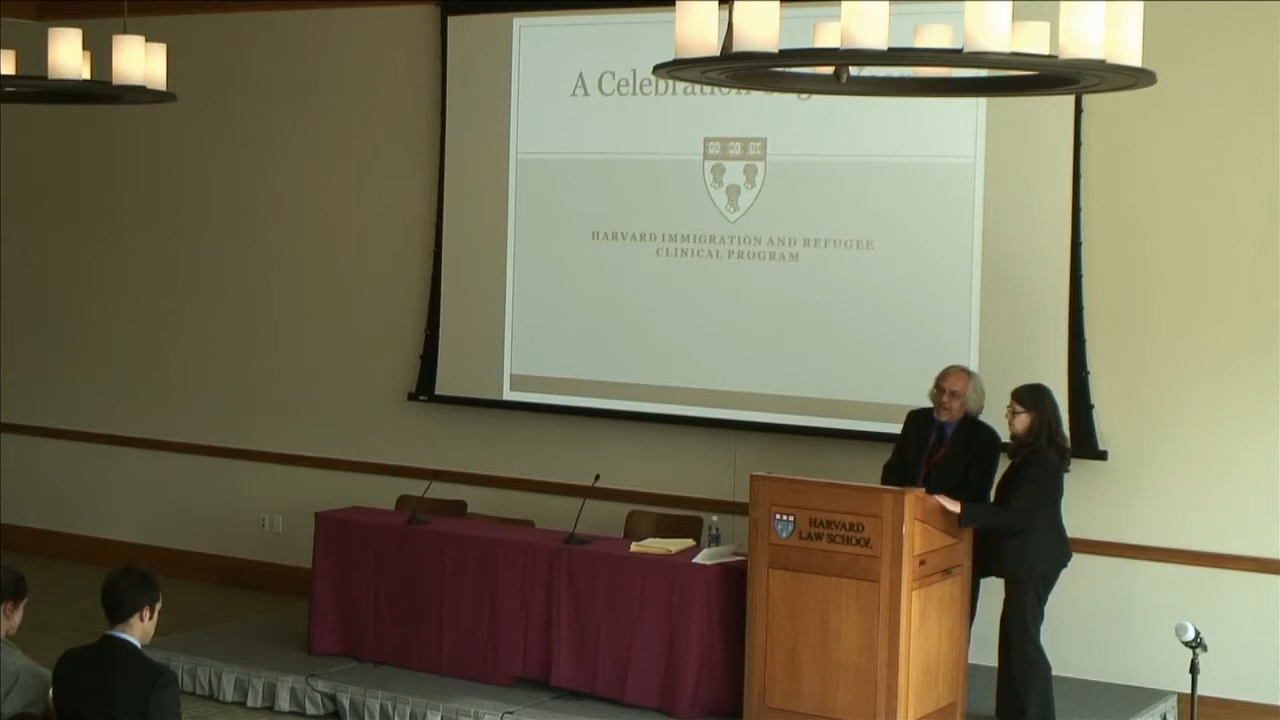 A Celebration
HARVARD IMMIGRATION AND REFUGEE
CLINICAL PROGRAM
HARVARD
LAW SCHOOL